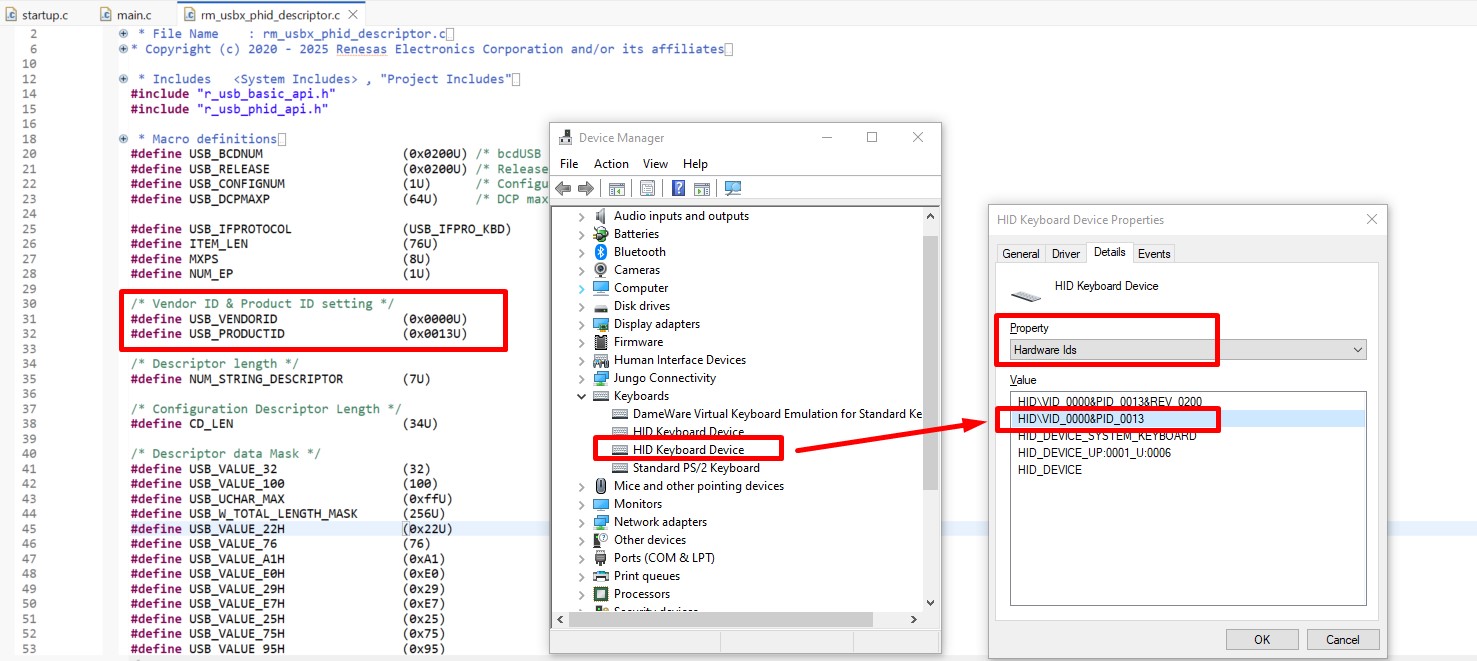 startup.c main.c rm_usbx_phid_descriptor.c
2 * File Name : rm_usbx_phid_descriptor.c
6 * Copyright (c) 2020 - 2025 Renesas Electronics Corporation and/or its affiliates
10
12 * Includes <System Includes> , "Project Includes"
14 #include "r_usb_basic_api.h"
15 #include "r_usb_phid_api.h"
16
18 * Macro definitions
20 #define USB_BCDNUM (0x0200U) /* bcdUSB
21 #define USB_RELEASE (0x0200U) /* Release
22 #define USB_CONFIGNUM (1U) /* Configu
23 #define USB_DCPMAXP (64U) /* DCP max
24
25 #define USB_IFPROTOCOL (USB_IFPRO_KBD)
26 #define ITEM_LEN (76U)
27 #define MXPS (8U)
28 #define NUM_EP (1U)
29
30 /* Vendor ID & Product ID setting */
31 #define USB_VENDORID (0x0000U)
32 #define USB_PRODUCTID (0x0013U)
33
34 /* Descriptor length */
35 #define NUM_STRING_DESCRIPTOR (7U)
36
37 /* Configuration Descriptor Length */
38 #define CD_LEN (34U)
39
40 /* Descriptor data Mask */
41 #define USB_VALUE_32 (32)
42 #define USB_VALUE_100 (100)
43 #define USB_UCHAR_MAX (0xffU)
44 #define USB_W_TOTAL_LENGTH_MASK (256U)
45 #define USB_VALUE_22H (0x22U)
46 #define USB_VALUE_76 (76)
47 #define USB_VALUE_A1H (0xA1)
48 #define USB_VALUE_E0H (0xE0)
49 #define USB_VALUE_29H (0x29)
50 #define USB_VALUE_E7H (0xE7)
51 #define USB_VALUE_25H (0x25)
52 #define USB_VALUE_75H (0x75)
53 #define USB_VALUE_95H (0x95)
Device Manager
File Action View Help
Audio inputs and outputs
Batteries
Bluetooth
Cameras
Computer
Disk drives
Display adapters
Firmware
Human Interface Devices
Jungo Connectivity
Keyboards
DameWare Virtual Keyboard Emulation for Standard Ke
HID Keyboard Device
HID Keyboard Device
Standard PS/2 Keyboard
Mice and other pointing devices
Monitors
Network adapters
Other devices
Ports (COM & LPT)
Print queues
Processors
Security devices
HID Keyboard Device Properties
General Driver Details Events
HID Keyboard Device
Property
Hardware Ids
Value
HID\VID_0000&PID_0013&REV_0200
HID\VID_0000&PID_0013
HID_DEVICE_SYSTEM_KEYBOARD
HID_DEVICE_UP:0001_U:0006
HID_DEVICE
OK Cancel